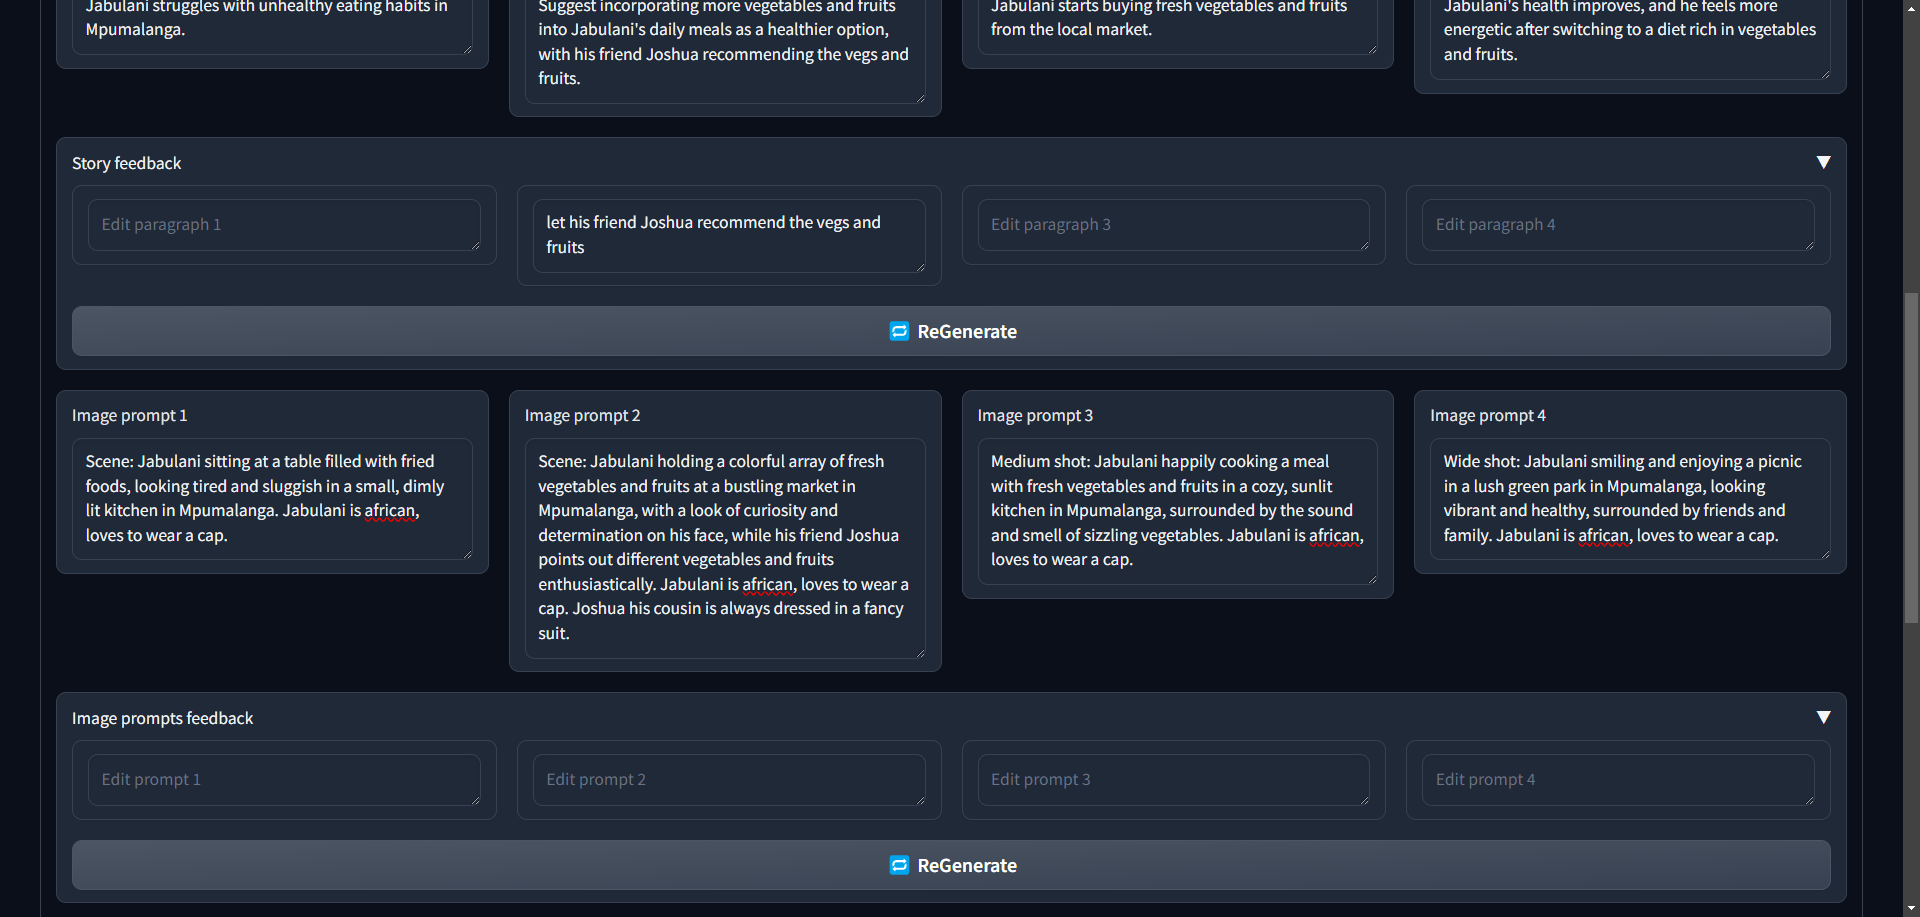 Jabulani struggles with unhealthy eating habits in
Mpumalanga.
Suggest incorporating more vegetables and fruits
into Jabulani's daily meals as a healthier option,
with his friend Joshua recommending the vegs and
fruits.
Jabulani starts buying fresh vegetables and fruits
from the local market.
Jabulani's health improves, and he feels more
energetic after switching to a diet rich in vegetables
and fruits.
Story feedback
Edit paragraph 1
let his friend Joshua recommend the vegs and
fruits
Edit paragraph 3
Edit paragraph 4
ReGenerate
Image prompt 1
Scene: Jabulani sitting at a table filled with fried
foods, looking tired and sluggish in a small, dimly
lit kitchen in Mpumalanga. Jabulani is african,
loves to wear a cap.
Image prompt 2
Scene: Jabulani holding a colorful array of fresh
vegetables and fruits at a bustling market in
Mpumalanga, with a look of curiosity and
determination on his face, while his friend Joshua
points out different vegetables and fruits
enthusiastically. Jabulani is african, loves to wear a
cap. Joshua his cousin is always dressed in a fancy
suit.
Image prompt 3
Medium shot: Jabulani happily cooking a meal
with fresh vegetables and fruits in a cozy, sunlit
kitchen in Mpumalanga, surrounded by the sound
and smell of sizzling vegetables. Jabulani is african,
loves to wear a cap.
Image prompt 4
Wide shot: Jabulani smiling and enjoying a picnic
in a lush green park in Mpumalanga, looking
vibrant and healthy, surrounded by friends and
family. Jabulani is african, loves to wear a cap.
Image prompts feedback
Edit prompt 1
Edit prompt 2
Edit prompt 3
Edit prompt 4
ReGenerate